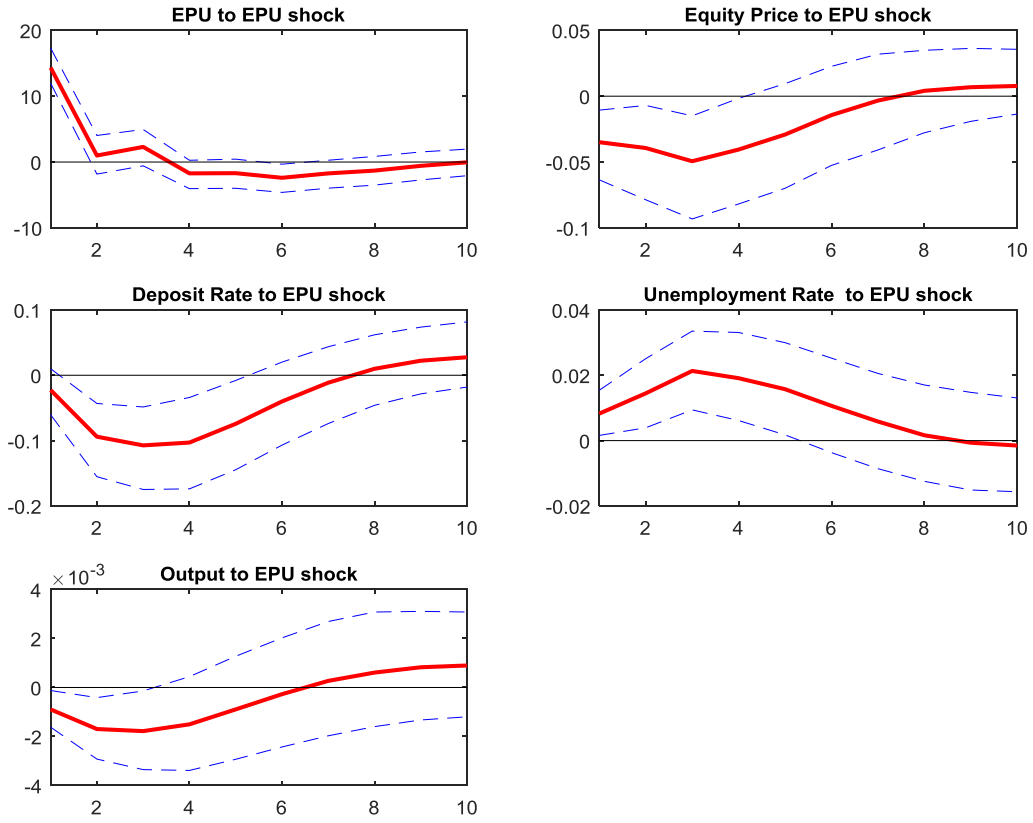 EPU to EPU shock
20
10
0
-10
2 4 6 8 10
Equity Price to EPU shock
0.05
0
-0.05
-0.1
2 4 6 8 10
Deposit Rate to EPU shock
0.1
0
-0.1
-0.2
2 4 6 8 10
Unemployment Rate to EPU shock
0.04
0.02
0
-0.02
2 4 6 8 10
×10⁻³
Output to EPU shock
4
2
0
-2
-4
2 4 6 8 10